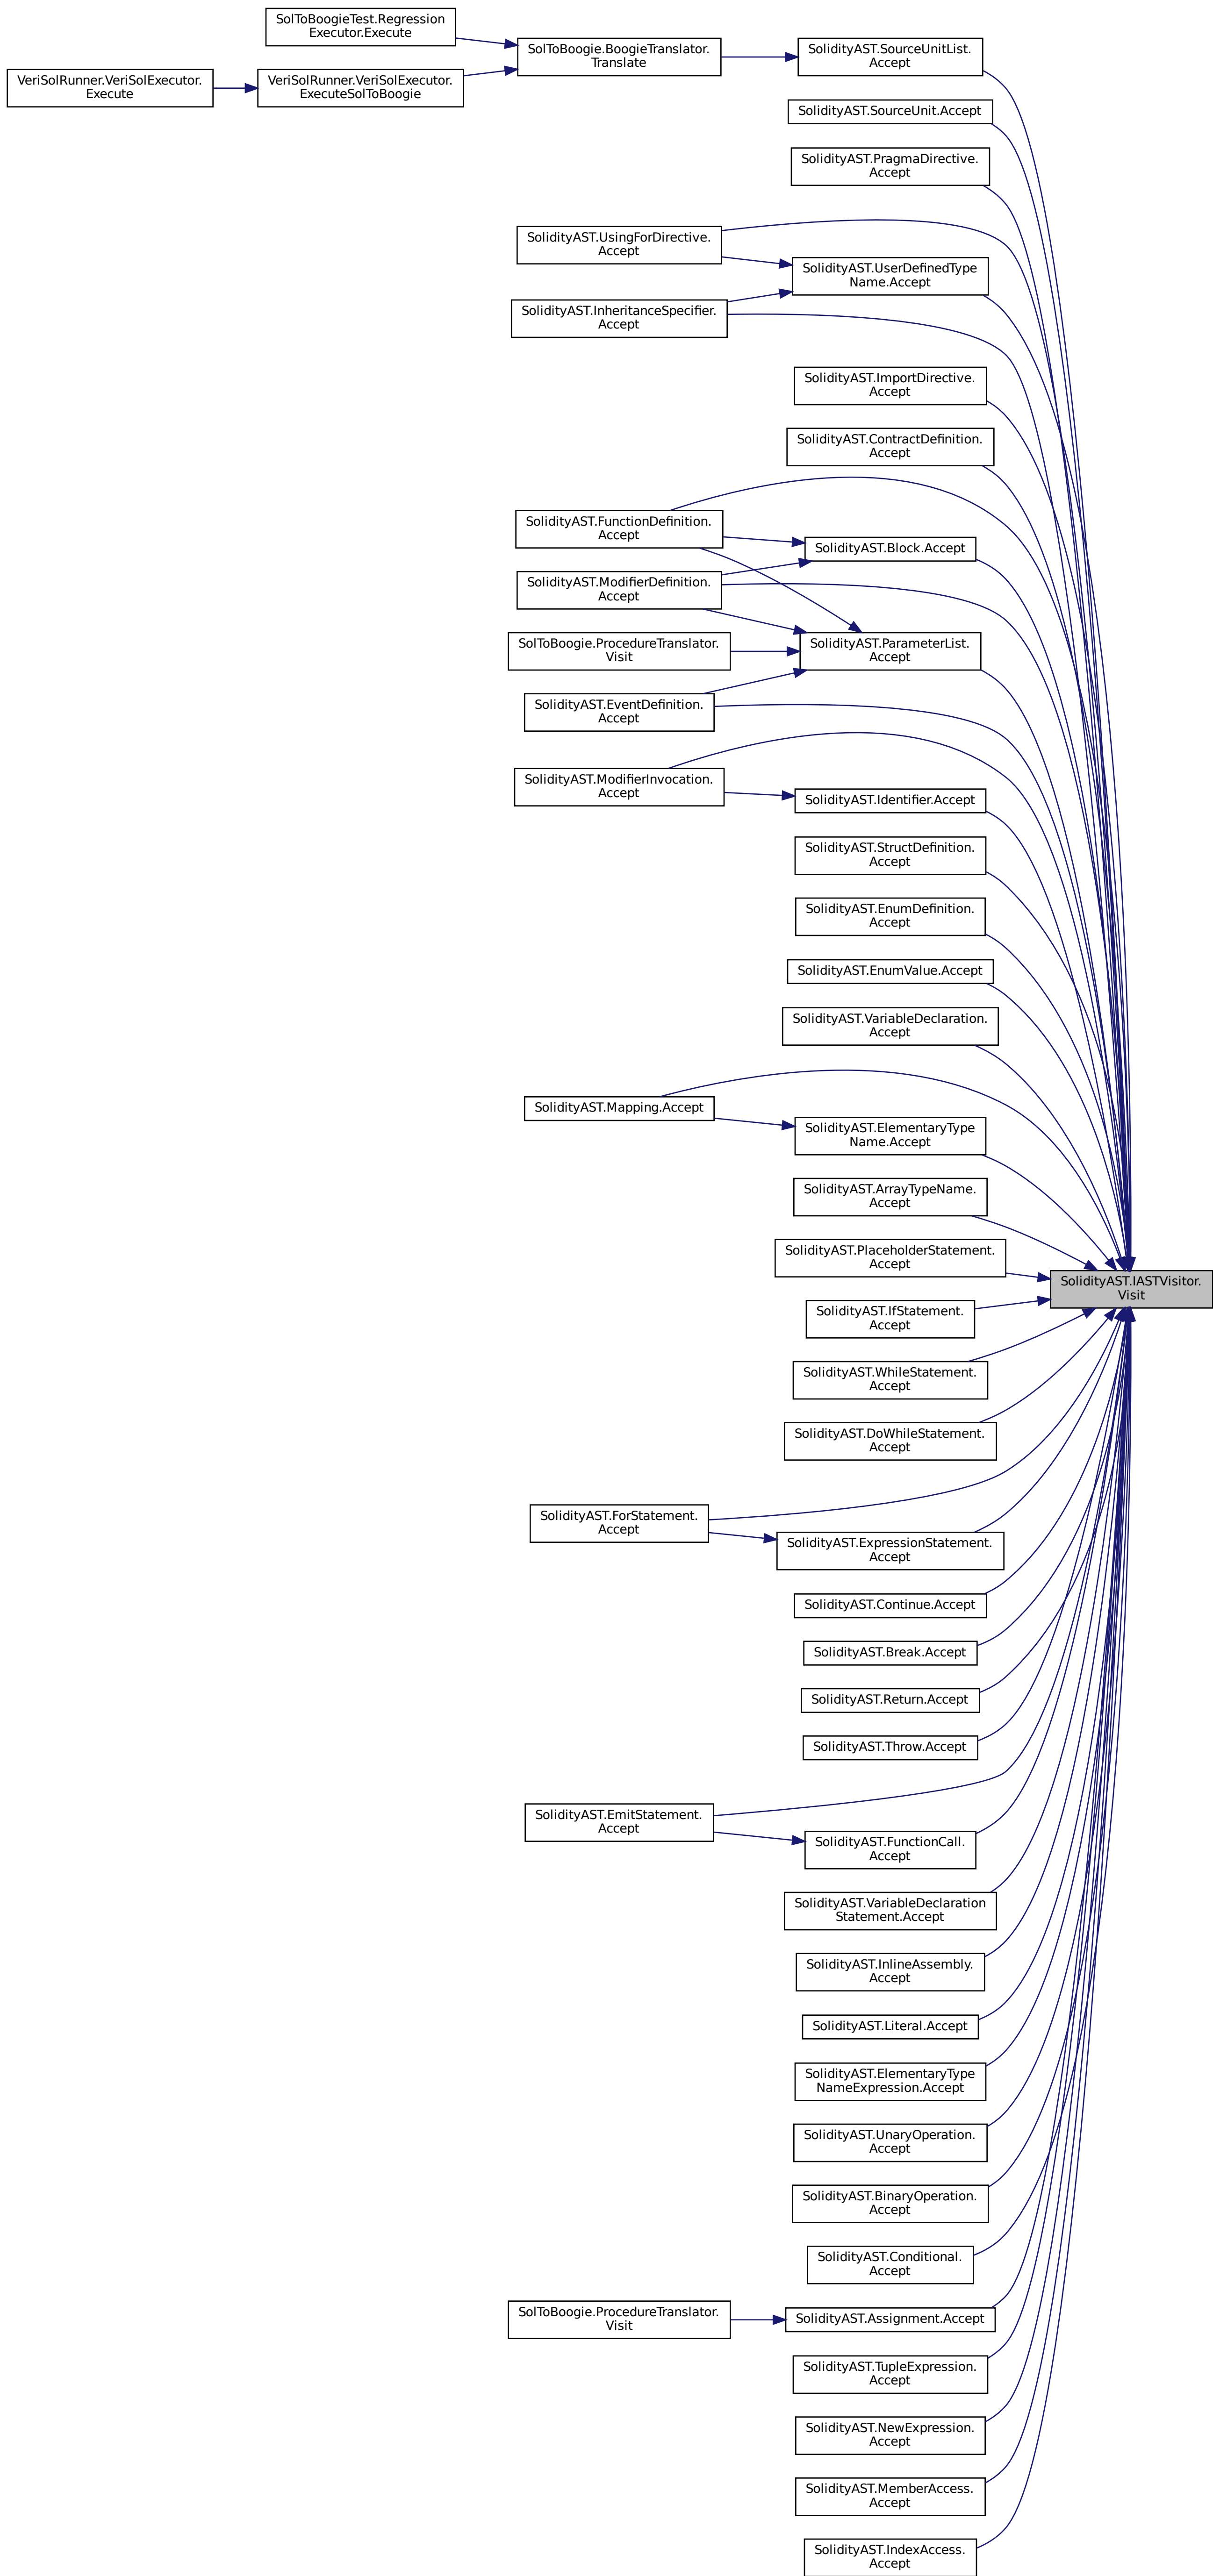 SolToBoogieTest.Regression
Executor.Execute
SolToBoogie.BoogieTranslator.
Translate
SolidityAST.SourceUnitList.
Accept
VeriSolRunner.VeriSolExecutor.
Execute
VeriSolRunner.VeriSolExecutor.
ExecuteSolToBoogie
SolidityAST.SourceUnit.Accept
SolidityAST.PragmaDirective.
Accept
SolidityAST.UsingForDirective.
Accept
SolidityAST.UserDefinedType
Name.Accept
SolidityAST.InheritanceSpecifier.
Accept
SolidityAST.ImportDirective.
Accept
SolidityAST.ContractDefinition.
Accept
SolidityAST.FunctionDefinition.
Accept
SolidityAST.Block.Accept
SolidityAST.ModifierDefinition.
Accept
SolToBoogie.ProcedureTranslator.
Visit
SolidityAST.ParameterList.
Accept
SolidityAST.EventDefinition.
Accept
SolidityAST.ModifierInvocation.
Accept
SolidityAST.Identifier.Accept
SolidityAST.StructDefinition.
Accept
SolidityAST.EnumDefinition.
Accept
SolidityAST.EnumValue.Accept
SolidityAST.VariableDeclaration.
Accept
SolidityAST.Mapping.Accept
SolidityAST.ElementaryType
Name.Accept
SolidityAST.ArrayTypeName.
Accept
SolidityAST.PlaceholderStatement.
Accept
SolidityAST.IASTVisitor.
Visit
SolidityAST.IfStatement.
Accept
SolidityAST.WhileStatement.
Accept
SolidityAST.DoWhileStatement.
Accept
SolidityAST.ForStatement.
Accept
SolidityAST.ExpressionStatement.
Accept
SolidityAST.Continue.Accept
SolidityAST.Break.Accept
SolidityAST.Return.Accept
SolidityAST.Throw.Accept
SolidityAST.EmitStatement.
Accept
SolidityAST.FunctionCall.
Accept
SolidityAST.VariableDeclaration
Statement.Accept
SolidityAST.InlineAssembly.
Accept
SolidityAST.Literal.Accept
SolidityAST.ElementaryType
NameExpression.Accept
SolidityAST.UnaryOperation.
Accept
SolidityAST.BinaryOperation.
Accept
SolidityAST.Conditional.
Accept
SolToBoogie.ProcedureTranslator.
Visit
SolidityAST.Assignment.Accept
SolidityAST.TupleExpression.
Accept
SolidityAST.NewExpression.
Accept
SolidityAST.MemberAccess.
Accept
SolidityAST.IndexAccess.
Accept